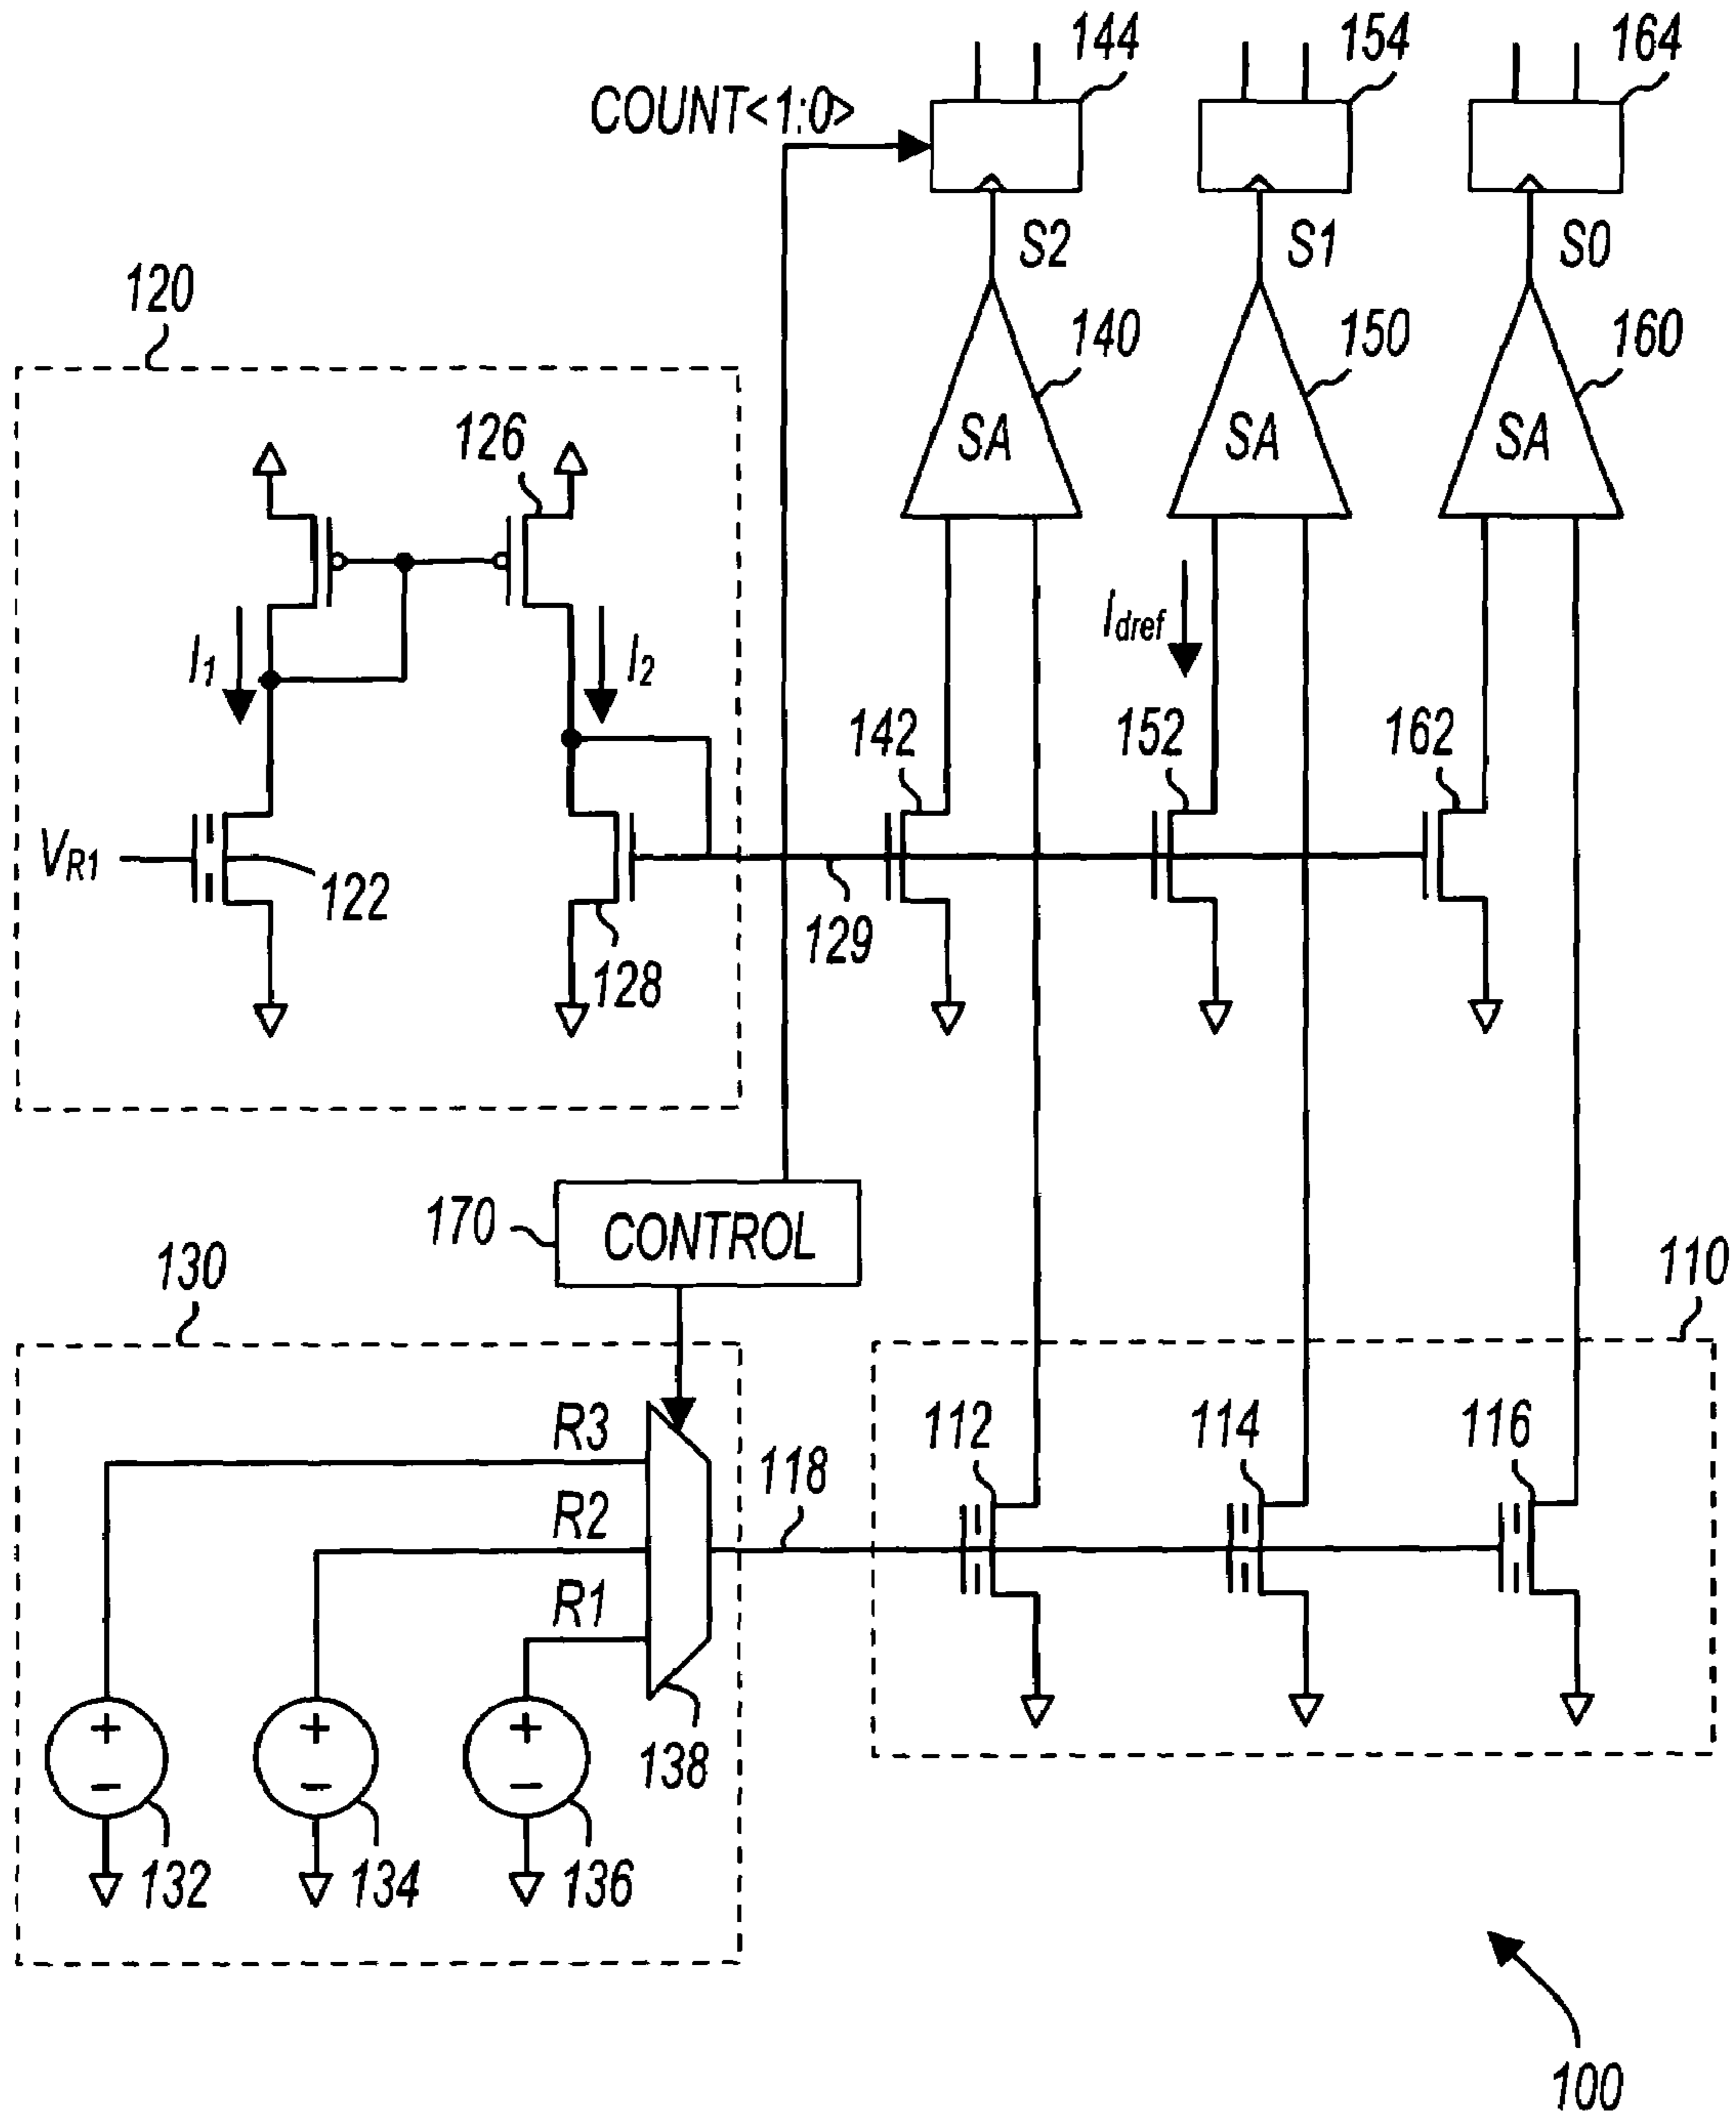 144 154 164
COUNT<1:0>
S2 S1 S0
120
140 150 160
126
SA SA SA
I1 I2
Idref
142 152 162
VR1
122
129
128
170 CONTROL
130
110
R3
112 114 116
118
R2
R1
138
+ + +
- - -
132 134 136
100